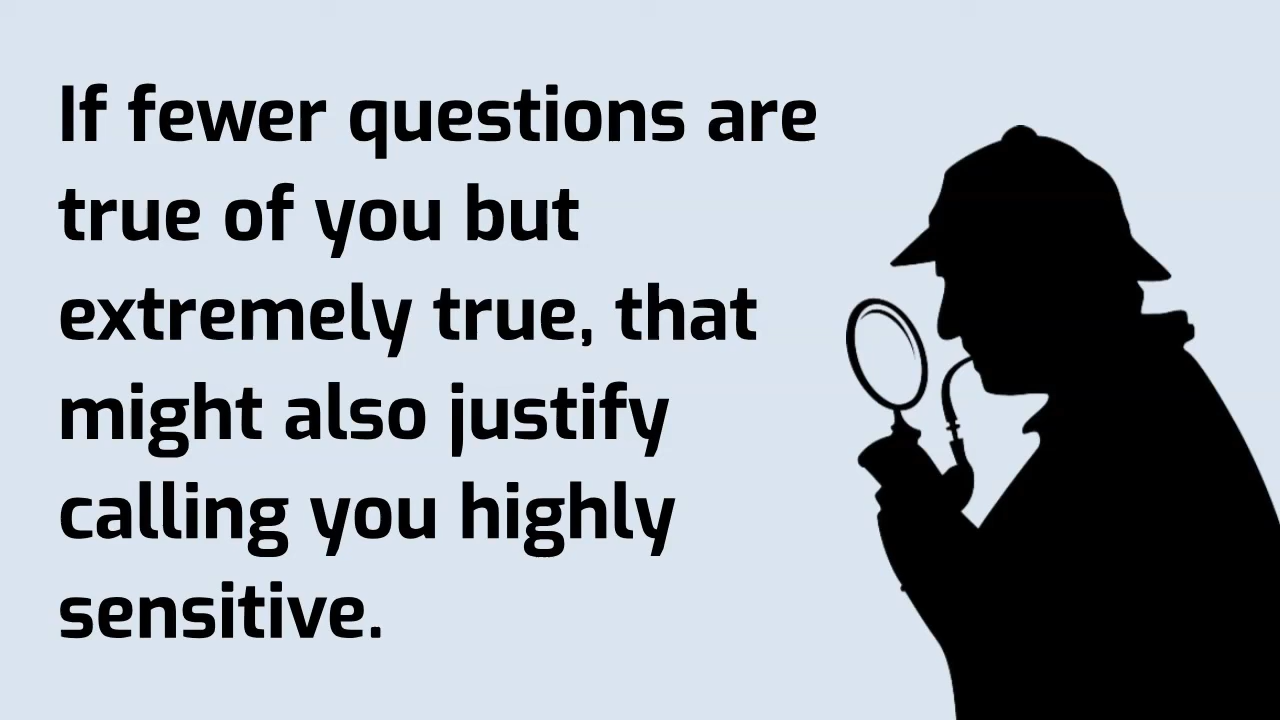 If fewer questions are
true of you but
extremely true, that
might also justify
calling you highly
sensitive.